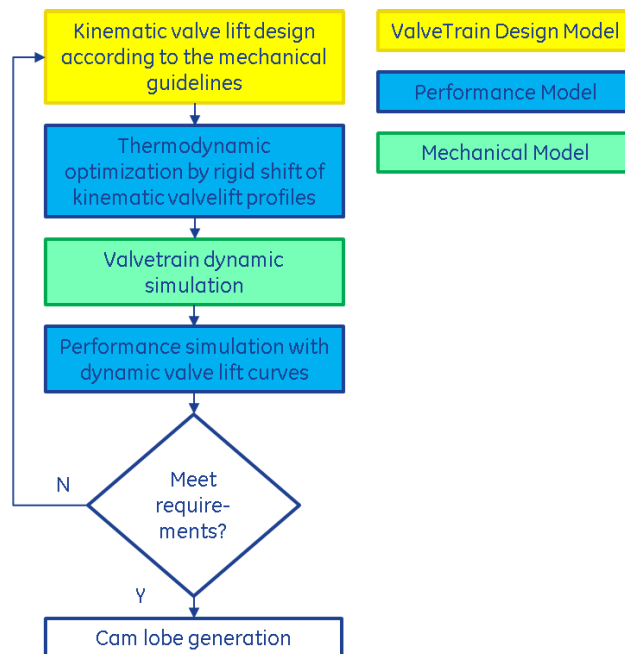 Kinematic valve lift design
according to the mechanical
guidelines
ValveTrain Design Model
Performance Model
Mechanical Model
Thermodynamic
optimization by rigid shift of
kinematic valvelift profiles
Valvetrain dynamic
simulation
Performance simulation with
dynamic valve lift curves
N
Meet
require-
ments?
Y
Cam lobe generation